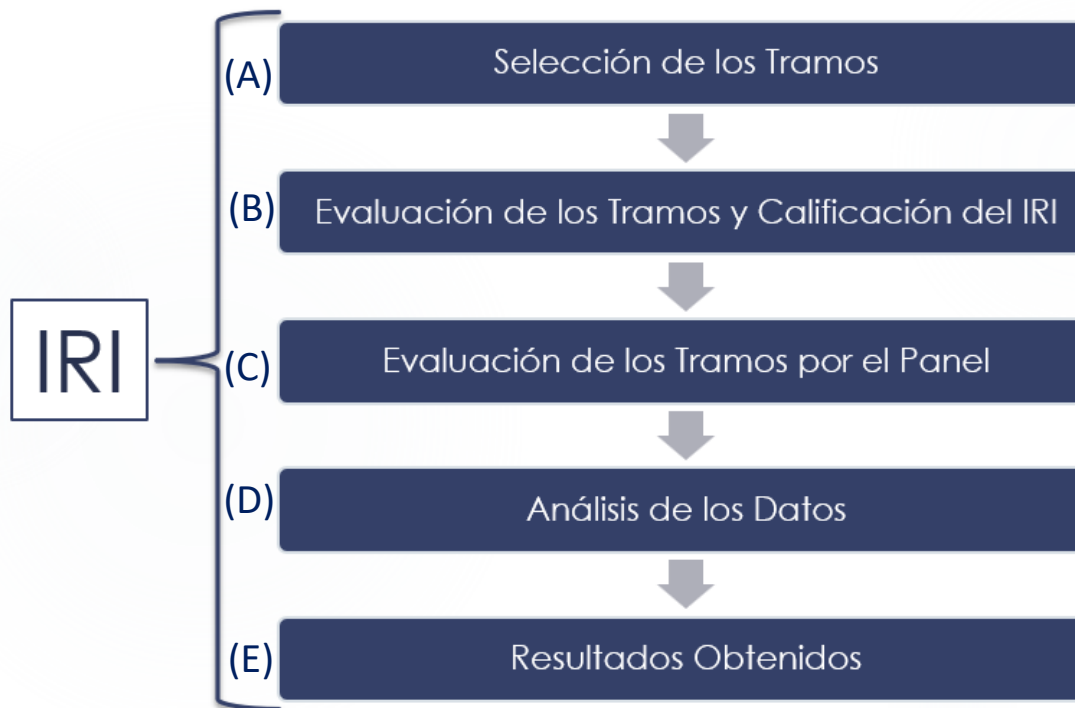 (A) Selección de los Tramos
(B) Evaluación de los Tramos y Calificación del IRI
IRI
(C) Evaluación de los Tramos por el Panel
(D) Análisis de los Datos
(E) Resultados Obtenidos